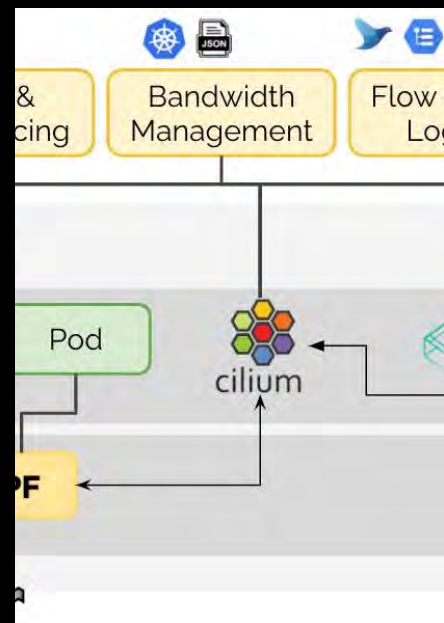 JSON
&
cing
Bandwidth
Management
Flow
Log
Pod
cilium
PF